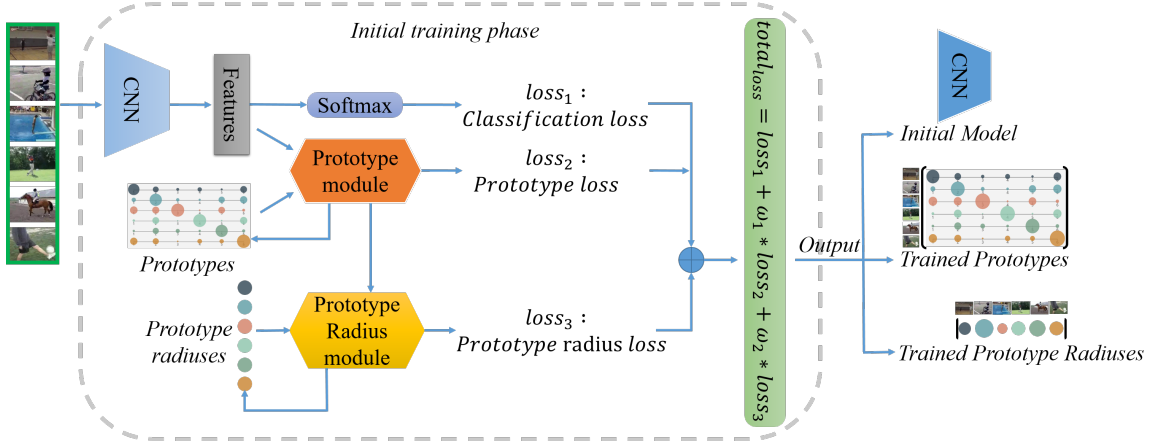 Initial training phase
CNN
Features
Softmax
loss₁ :
Classification loss
Prototype
module
loss₂ :
Prototype loss
Prototypes
Prototype
radiuses
Prototype
Radius
module
loss₃ :
Prototype radius loss
total_loss = loss₁ + ω₁ * loss₂ + ω₂ * loss₃
Output
CNN
Initial Model
Trained Prototypes
Trained Prototype Radiuses